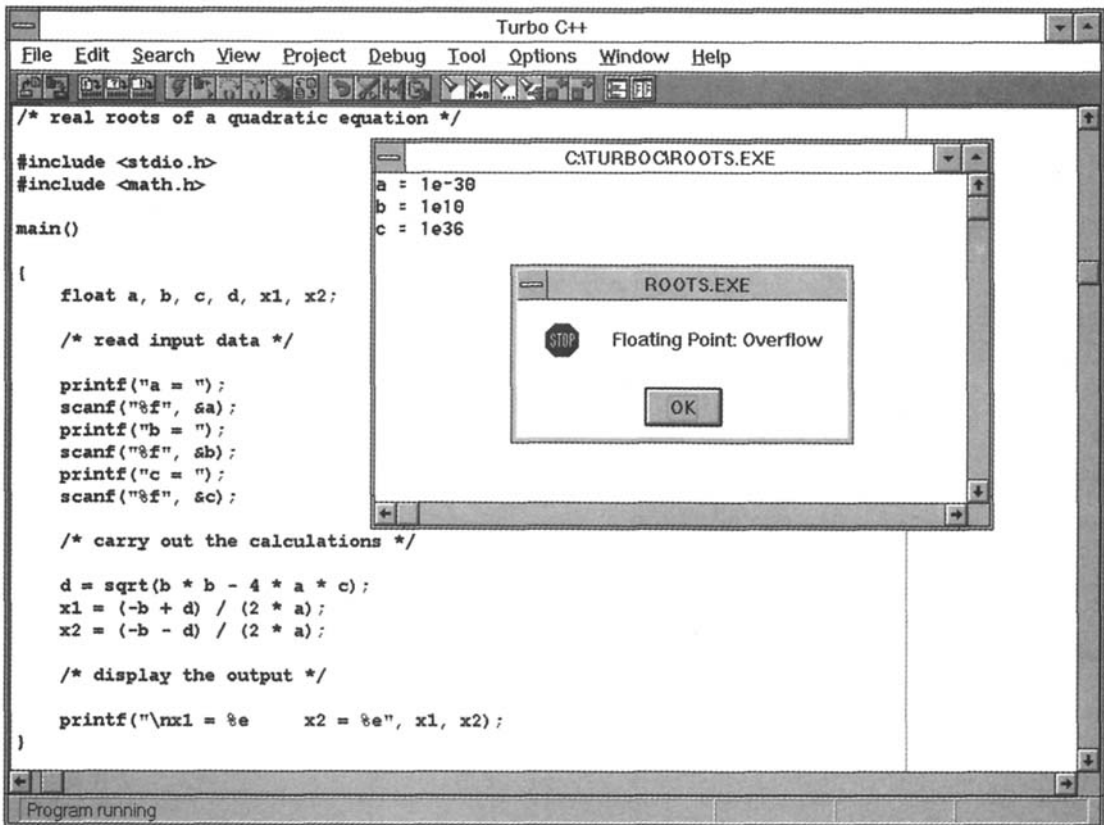 Turbo C++
File Edit Search View Project Debug Tool Options Window Help
/* real roots of a quadratic equation */
#include <stdio.h>
#include <math.h>
main()
{
float a, b, c, d, x1, x2;
/* read input data */
printf("a = ");
scanf("%f", &a);
printf("b = ");
scanf("%f", &b);
printf("c = ");
scanf("%f", &c);
/* carry out the calculations */
d = sqrt(b * b - 4 * a * c);
x1 = (-b + d) / (2 * a);
x2 = (-b - d) / (2 * a);
/* display the output */
printf("\nx1 = %e     x2 = %e", x1, x2);
}
C:\TURBOC\ROOTS.EXE
a = 1e-30
b = 1e10
c = 1e36
ROOTS.EXE
STOP
Floating Point: Overflow
OK
Program running